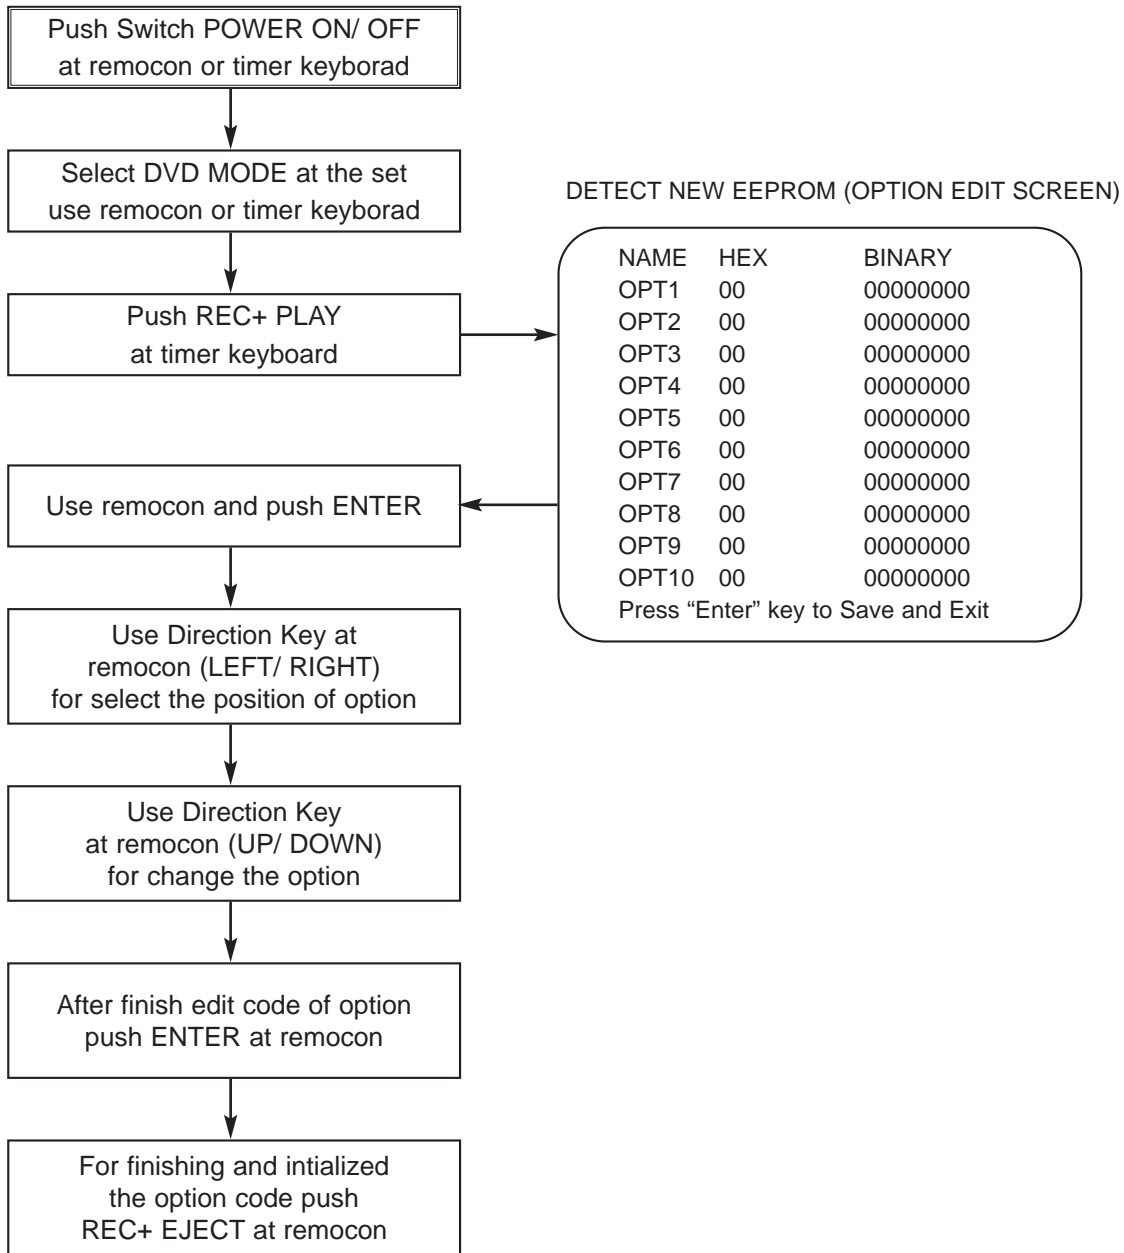 Push Switch POWER ON/ OFF
at remocon or timer keyborad
Select DVD MODE at the set
use remocon or timer keyborad
Push REC+ PLAY
at timer keyboard
DETECT NEW EEPROM (OPTION EDIT SCREEN)
NAME HEX BINARY
OPT1 00 00000000
OPT2 00 00000000
OPT3 00 00000000
OPT4 00 00000000
OPT5 00 00000000
OPT6 00 00000000
OPT7 00 00000000
OPT8 00 00000000
OPT9 00 00000000
OPT10 00 00000000
Press “Enter” key to Save and Exit
Use remocon and push ENTER
Use Direction Key at
remocon (LEFT/ RIGHT)
for select the position of option
Use Direction Key
at remocon (UP/ DOWN)
for change the option
After finish edit code of option
push ENTER at remocon
For finishing and intialized
the option code push
REC+ EJECT at remocon